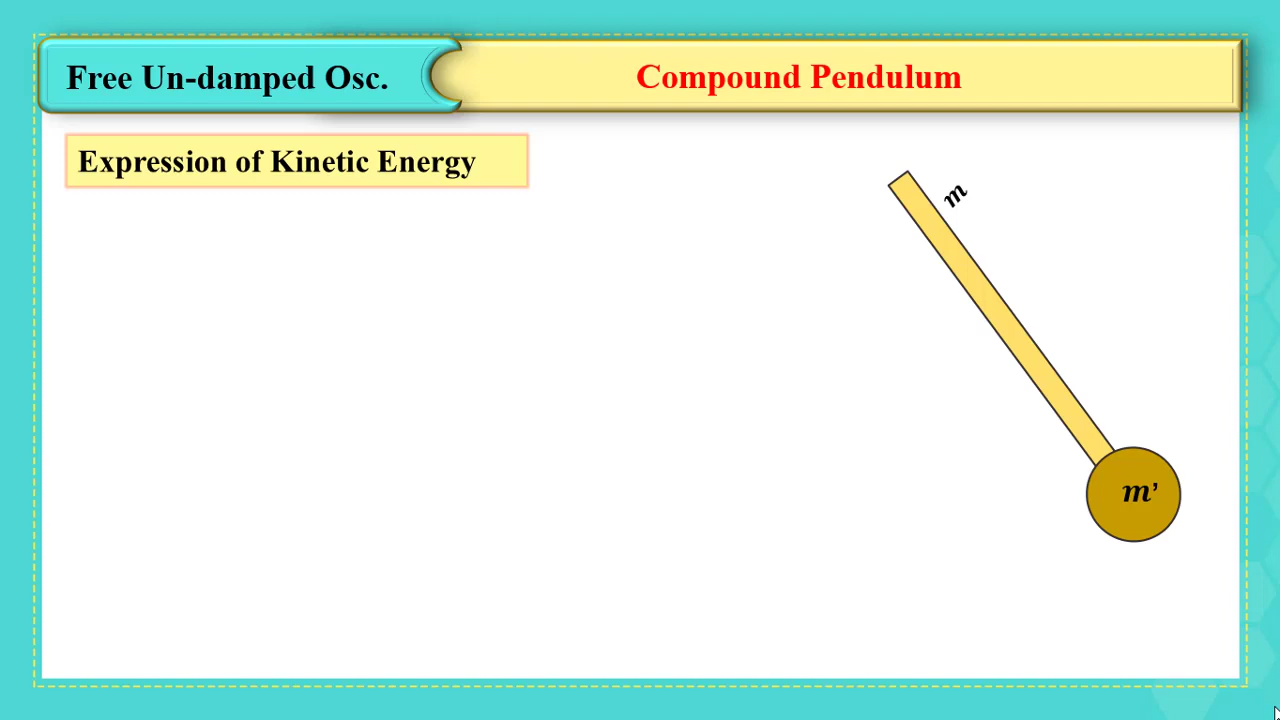 Free Un-damped Osc.
Compound Pendulum
Expression of Kinetic Energy
m
m’